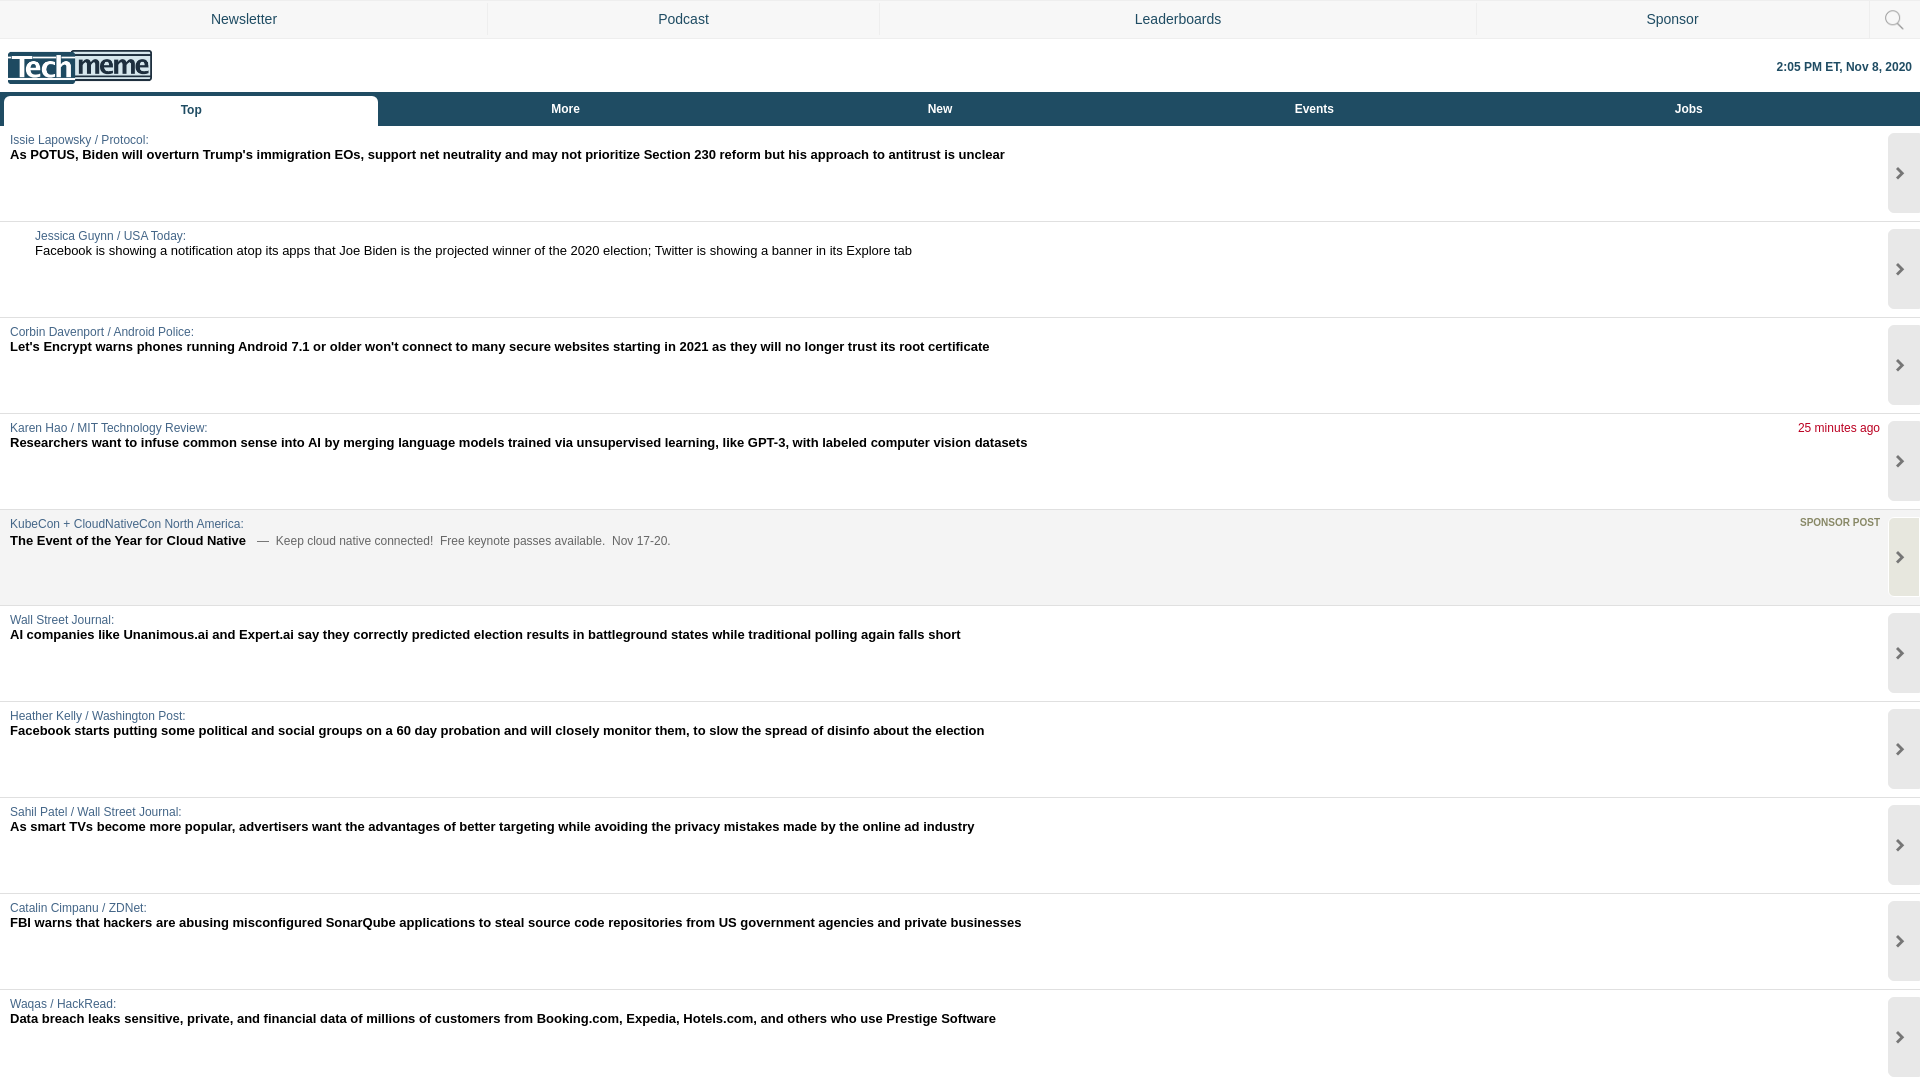 Newsletter
Podcast
Leaderboards
Sponsor
Techmeme
2:05 PM ET, Nov 8, 2020
Top
More
New
Events
Jobs
Issie Lapowsky / Protocol:
As POTUS, Biden will overturn Trump's immigration EOs, support net neutrality and may not prioritize Section 230 reform but his approach to antitrust is unclear
Jessica Guynn / USA Today:
Facebook is showing a notification atop its apps that Joe Biden is the projected winner of the 2020 election; Twitter is showing a banner in its Explore tab
Corbin Davenport / Android Police:
Let's Encrypt warns phones running Android 7.1 or older won't connect to many secure websites starting in 2021 as they will no longer trust its root certificate
Karen Hao / MIT Technology Review:
25 minutes ago
Researchers want to infuse common sense into AI by merging language models trained via unsupervised learning, like GPT-3, with labeled computer vision datasets
KubeCon + CloudNativeCon North America:
SPONSOR POST
The Event of the Year for Cloud Native — Keep cloud native connected! Free keynote passes available. Nov 17-20.
Wall Street Journal:
AI companies like Unanimous.ai and Expert.ai say they correctly predicted election results in battleground states while traditional polling again falls short
Heather Kelly / Washington Post:
Facebook starts putting some political and social groups on a 60 day probation and will closely monitor them, to slow the spread of disinfo about the election
Sahil Patel / Wall Street Journal:
As smart TVs become more popular, advertisers want the advantages of better targeting while avoiding the privacy mistakes made by the online ad industry
Catalin Cimpanu / ZDNet:
FBI warns that hackers are abusing misconfigured SonarQube applications to steal source code repositories from US government agencies and private businesses
Waqas / HackRead:
Data breach leaks sensitive, private, and financial data of millions of customers from Booking.com, Expedia, Hotels.com, and others who use Prestige Software